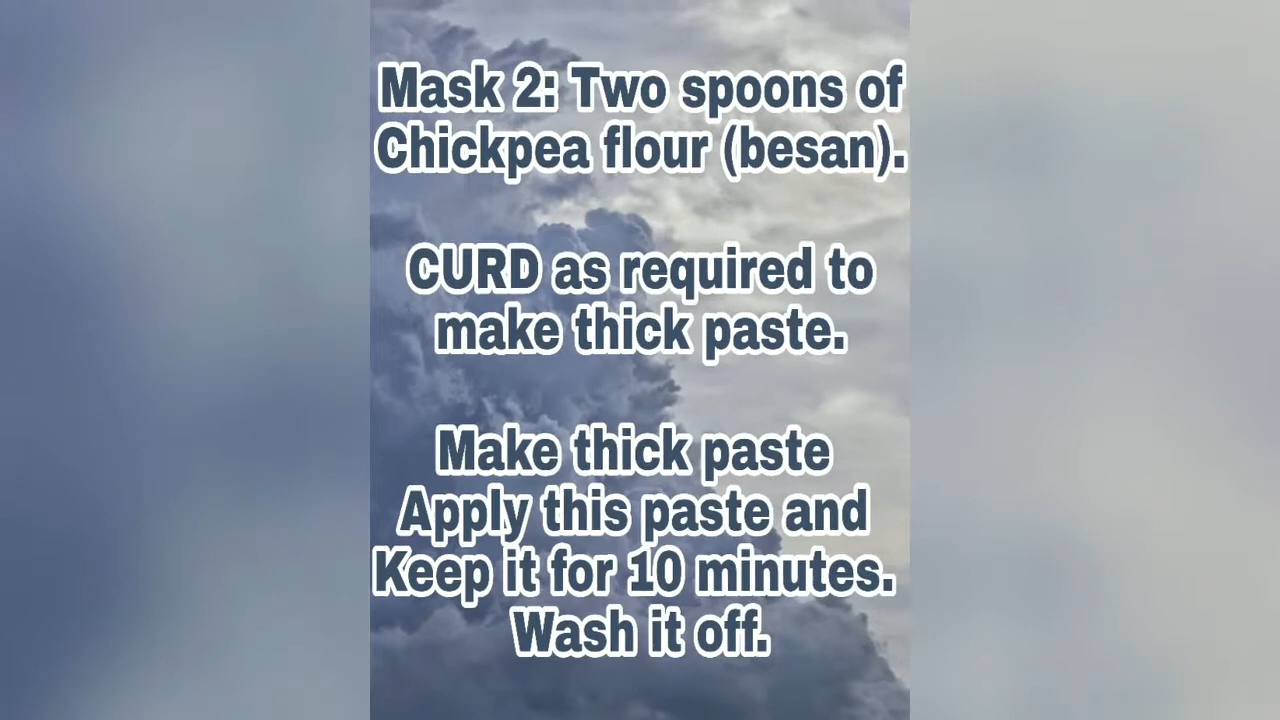 Mask 2: Two spoons of
Chickpea flour (besan).
CURD as required to
make thick paste.
Make thick paste
Apply this paste and
Keep it for 10 minutes.
Wash it off.